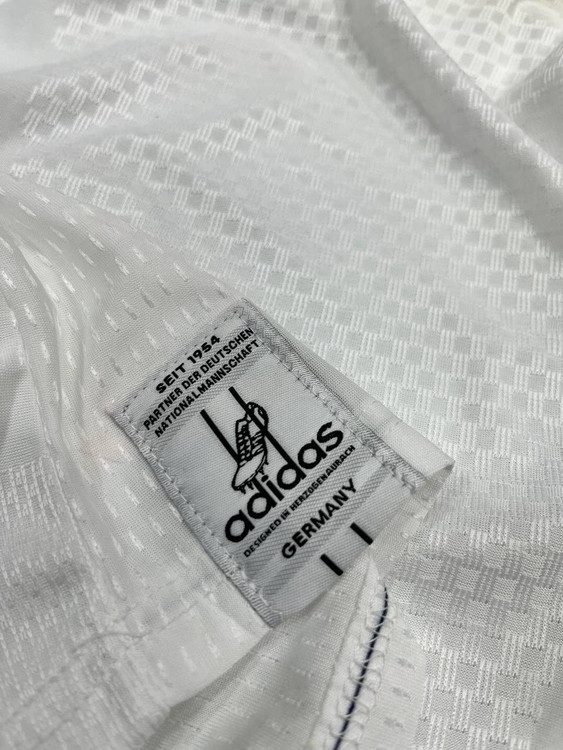 SEIT 1954
PARTNER DER DEUTSCHEN
NATIONALMANNSCHAFT
adidas
DESIGNED IN HERZOGENAURACH
GERMANY